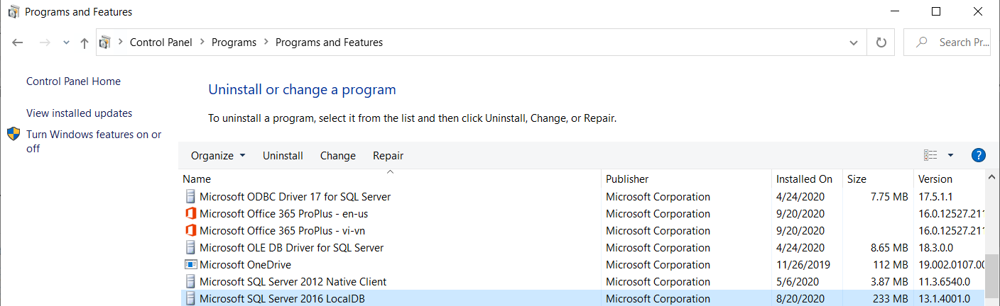 Programs and Features
Control Panel > Programs > Programs and Features
Search Pr...
Control Panel Home
View installed updates
Turn Windows features on or
off
Uninstall or change a program
To uninstall a program, select it from the list and then click Uninstall, Change, or Repair.
Organize Uninstall Change Repair ?
Name Publisher Installed On Size Version
Microsoft ODBC Driver 17 for SQL Server Microsoft Corporation 4/24/2020 7.75 MB 17.5.1.1
Microsoft Office 365 ProPlus - en-us Microsoft Corporation 9/20/2020 16.0.12527.211
Microsoft Office 365 ProPlus - vi-vn Microsoft Corporation 9/20/2020 16.0.12527.211
Microsoft OLE DB Driver for SQL Server Microsoft Corporation 4/24/2020 8.65 MB 18.3.0.0
Microsoft OneDrive Microsoft Corporation 11/26/2019 112 MB 19.002.0107.00
Microsoft SQL Server 2012 Native Client Microsoft Corporation 5/6/2020 3.87 MB 11.3.6540.0
Microsoft SQL Server 2016 LocalDB Microsoft Corporation 8/20/2020 233 MB 13.1.4001.0